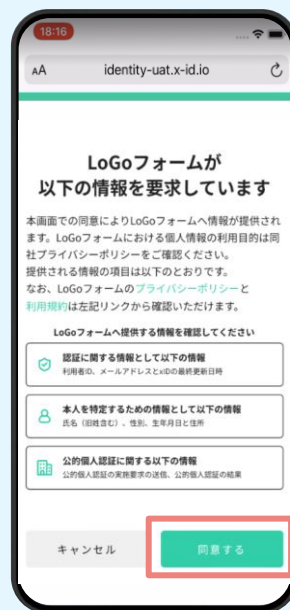 18:16
AA identity-uat.x-id.io
LoGoフォームが
以下の情報を要求しています
本画面での同意によりLoGoフォームへ情報が提供され
ます。LoGoフォームにおける個人情報の利用目的は同
社プライバシーポリシーをご確認ください。
提供される情報の項目は以下のとおりです。
なお、LoGoフォームのプライバシーポリシーと
利用規約は左記リンクから確認いただけます。
LoGoフォームへ提供する情報を確認してください
認証に関する情報として以下の情報
利用者ID、メールアドレスとxIDの最終更新日時
本人を特定するための情報として以下の情報
氏名（旧姓含む）、性別、生年月日と住所
公的個人認証に関する以下の情報
公的個人認証の実施要求の送信、公的個人認証の結果
キャンセル 同意する